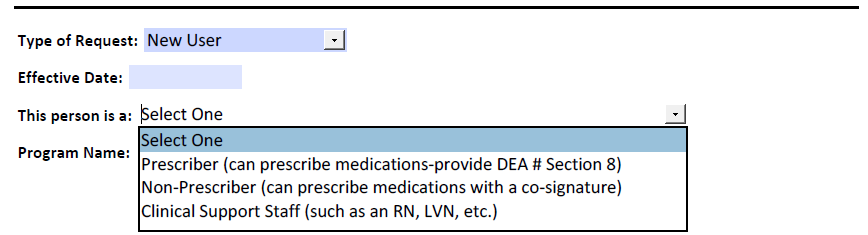 Type of Request: New User
Effective Date:
This person is a: Select One
Select One
Program Name:
Prescriber (can prescribe medications-provide DEA # Section 8)
Non-Prescriber (can prescribe medications with a co-signature)
Clinical Support Staff (such as an RN, LVN, etc.)